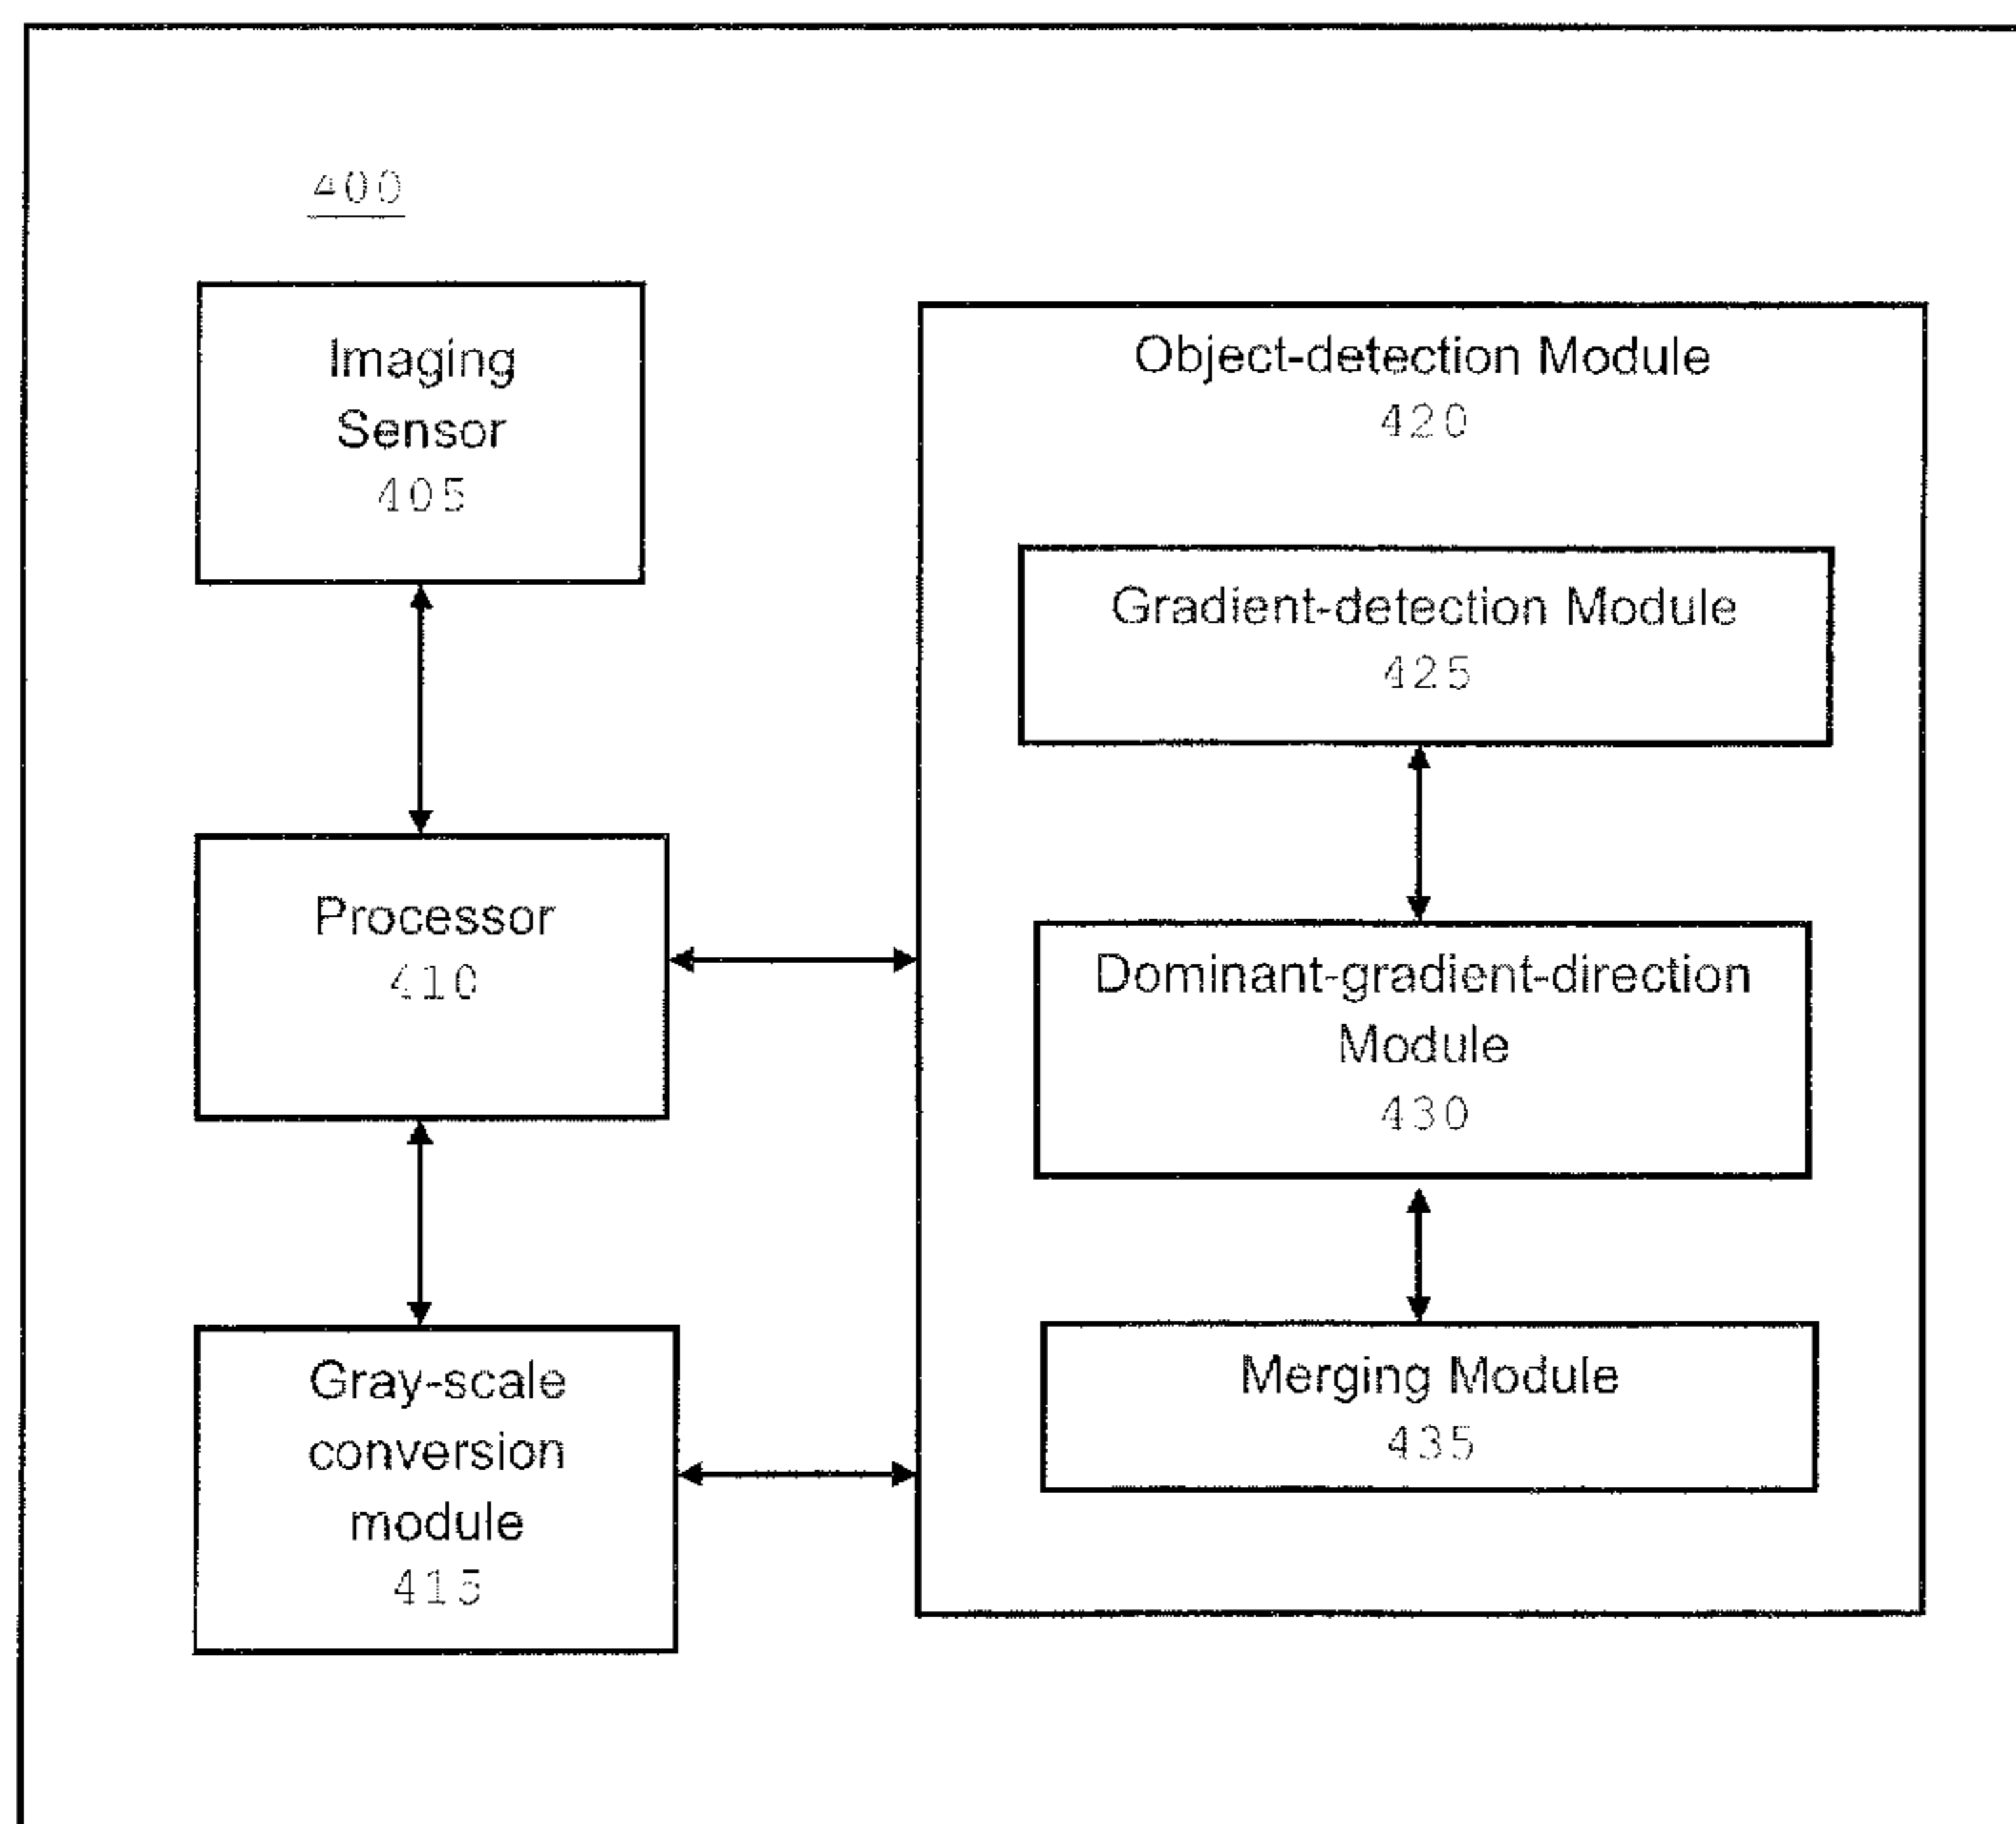 400
Imaging
Sensor
405
Processor
410
Gray-scale
conversion
module
415
Object-detection Module
420
Gradient-detection Module
425
Dominant-gradient-direction
Module
430
Merging Module
435